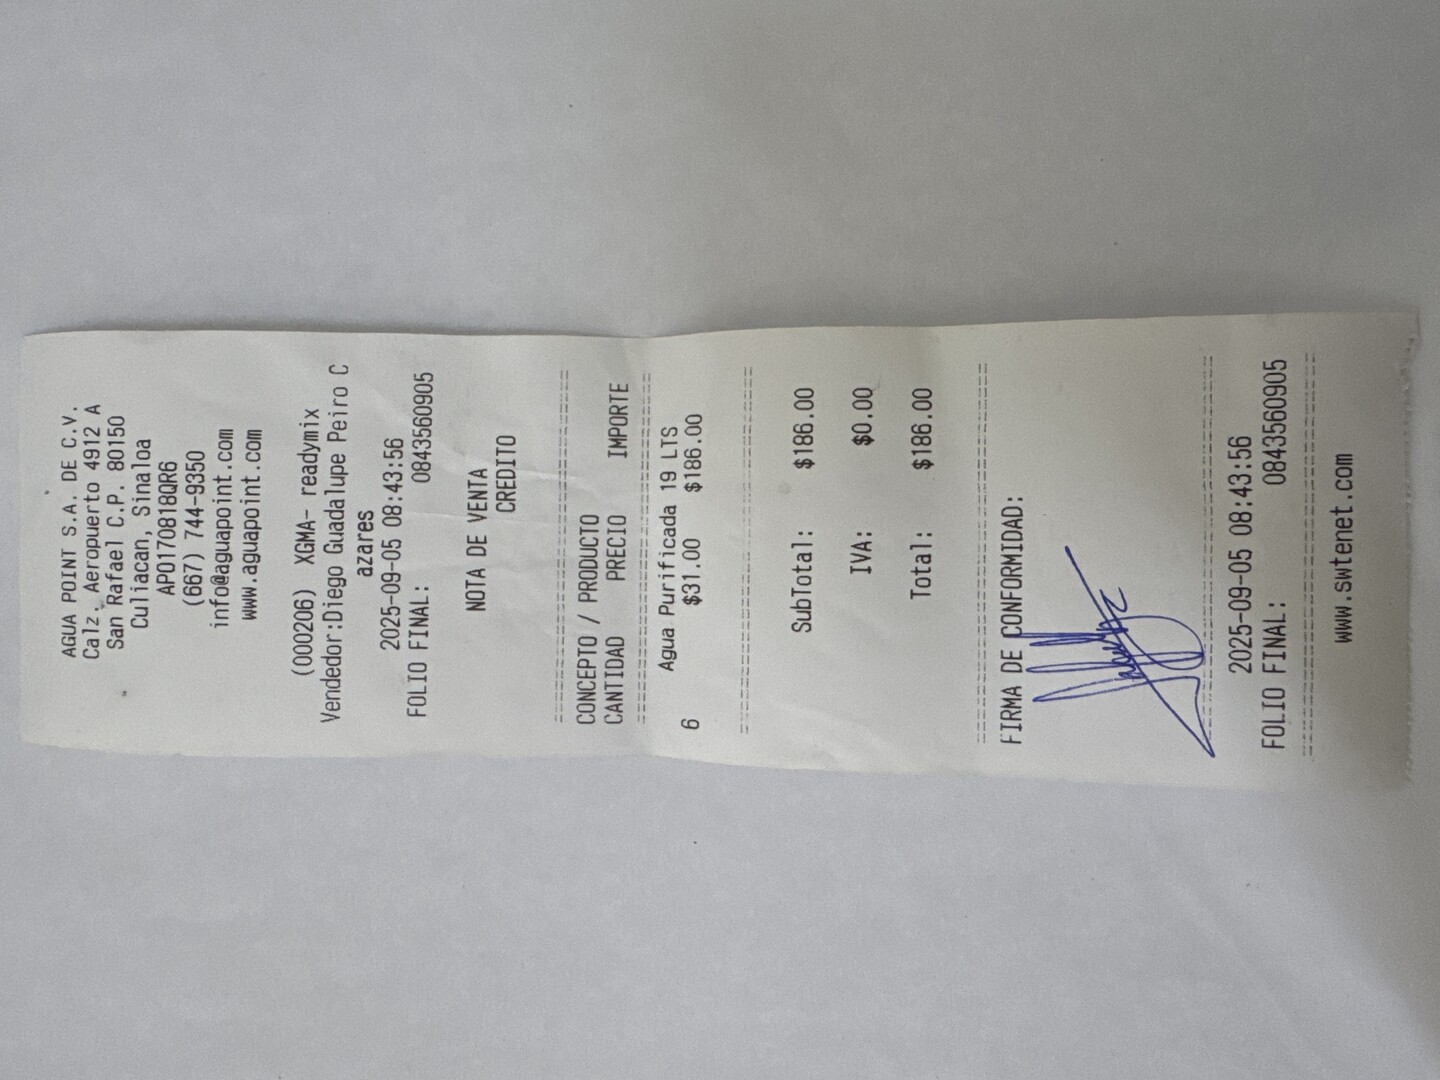 AGUA POINT S.A. DE C.V.
Calz. Aeropuerto 4912 A
San Rafael C.P. 80150
Culiacan, Sinaloa
APO170818QR6
(667) 744-9350
info@aguapoint.com
www.aguapoint.com
(000206) XGMA- readymix
Vendedor:Diego Guadalupe Peiro C
azares
2025-09-05 08:43:56
FOLIO FINAL: 0843560905
NOTA DE VENTA
CREDITO
CONCEPTO / PRODUCTO
CANTIDAD PRECIO IMPORTE
Agua Purificada 19 LTS
6 $31.00 $186.00
SubTotal: $186.00
IVA: $0.00
Total: $186.00
FIRMA DE CONFORMIDAD:
2025-09-05 08:43:56
FOLIO FINAL: 0843560905
www.swtenet.com